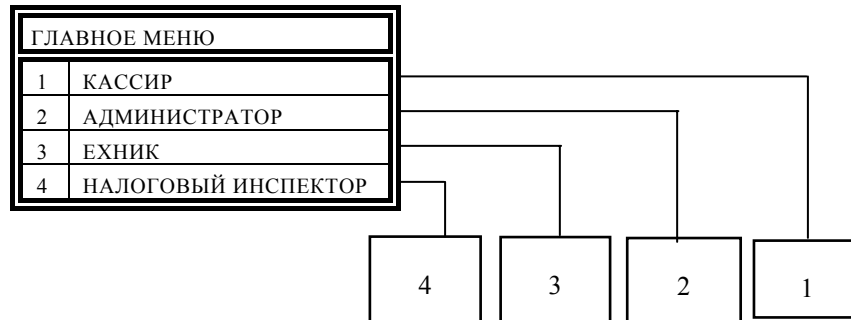 ГЛАВНОЕ МЕНЮ
1 КАССИР
2 АДМИНИСТРАТОР
3 ЕХНИК
4 НАЛОГОВЫЙ ИНСПЕКТОР
4 3 2 1